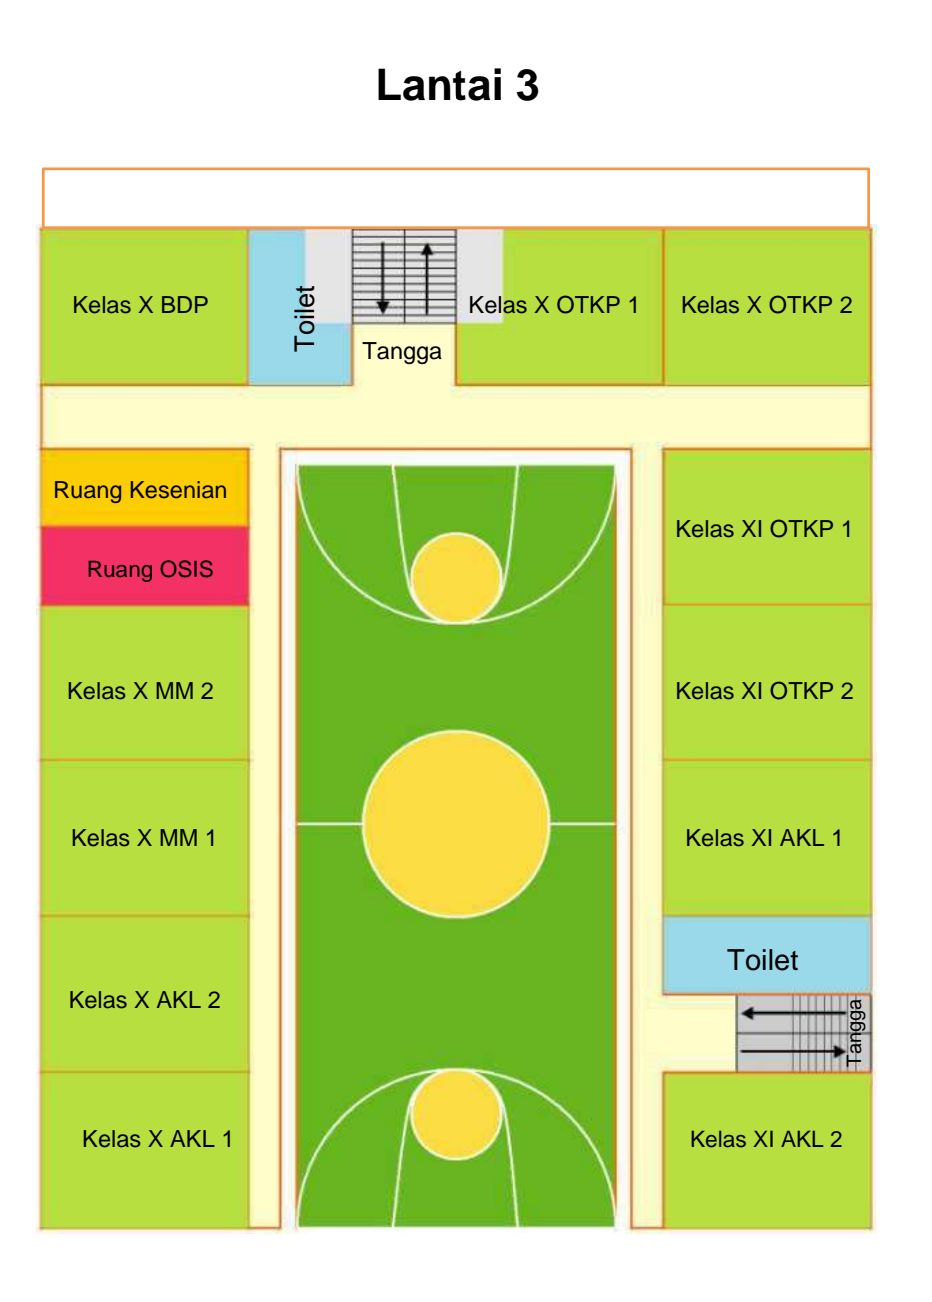 Lantai 3
Kelas X BDP
Toilet
Tangga
Kelas X OTKP 1
Kelas X OTKP 2
Ruang Kesenian
Ruang OSIS
Kelas X MM 2
Kelas X MM 1
Kelas X AKL 2
Kelas X AKL 1
Kelas XI OTKP 1
Kelas XI OTKP 2
Kelas XI AKL 1
Toilet
Tangga
Kelas XI AKL 2